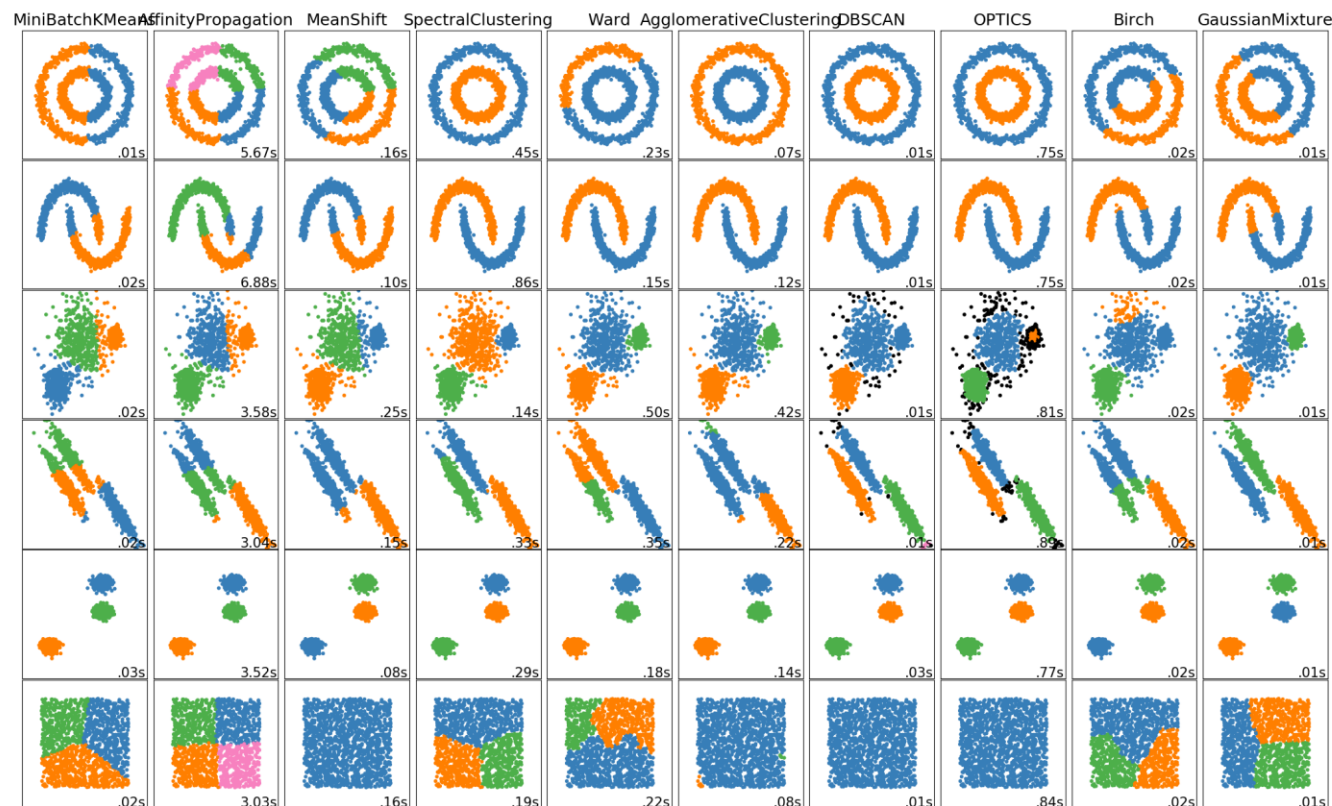 MiniBatchKMeans AffinityPropagation MeanShift SpectralClustering Ward AgglomerativeClustering DBSCAN OPTICS Birch GaussianMixture
.01s 5.67s .16s .45s .23s .07s .01s .75s .02s .01s
.02s 6.88s .10s .86s .15s .12s .01s .75s .02s .01s
.02s 3.58s .25s .14s .50s .42s .01s .81s .02s .01s
.02s 3.04s .15s .33s .35s .22s .01s .89s .02s .01s
.03s 3.52s .08s .29s .18s .14s .03s .77s .02s .01s
.02s 3.03s .16s .19s .22s .08s .01s .84s .02s .01s